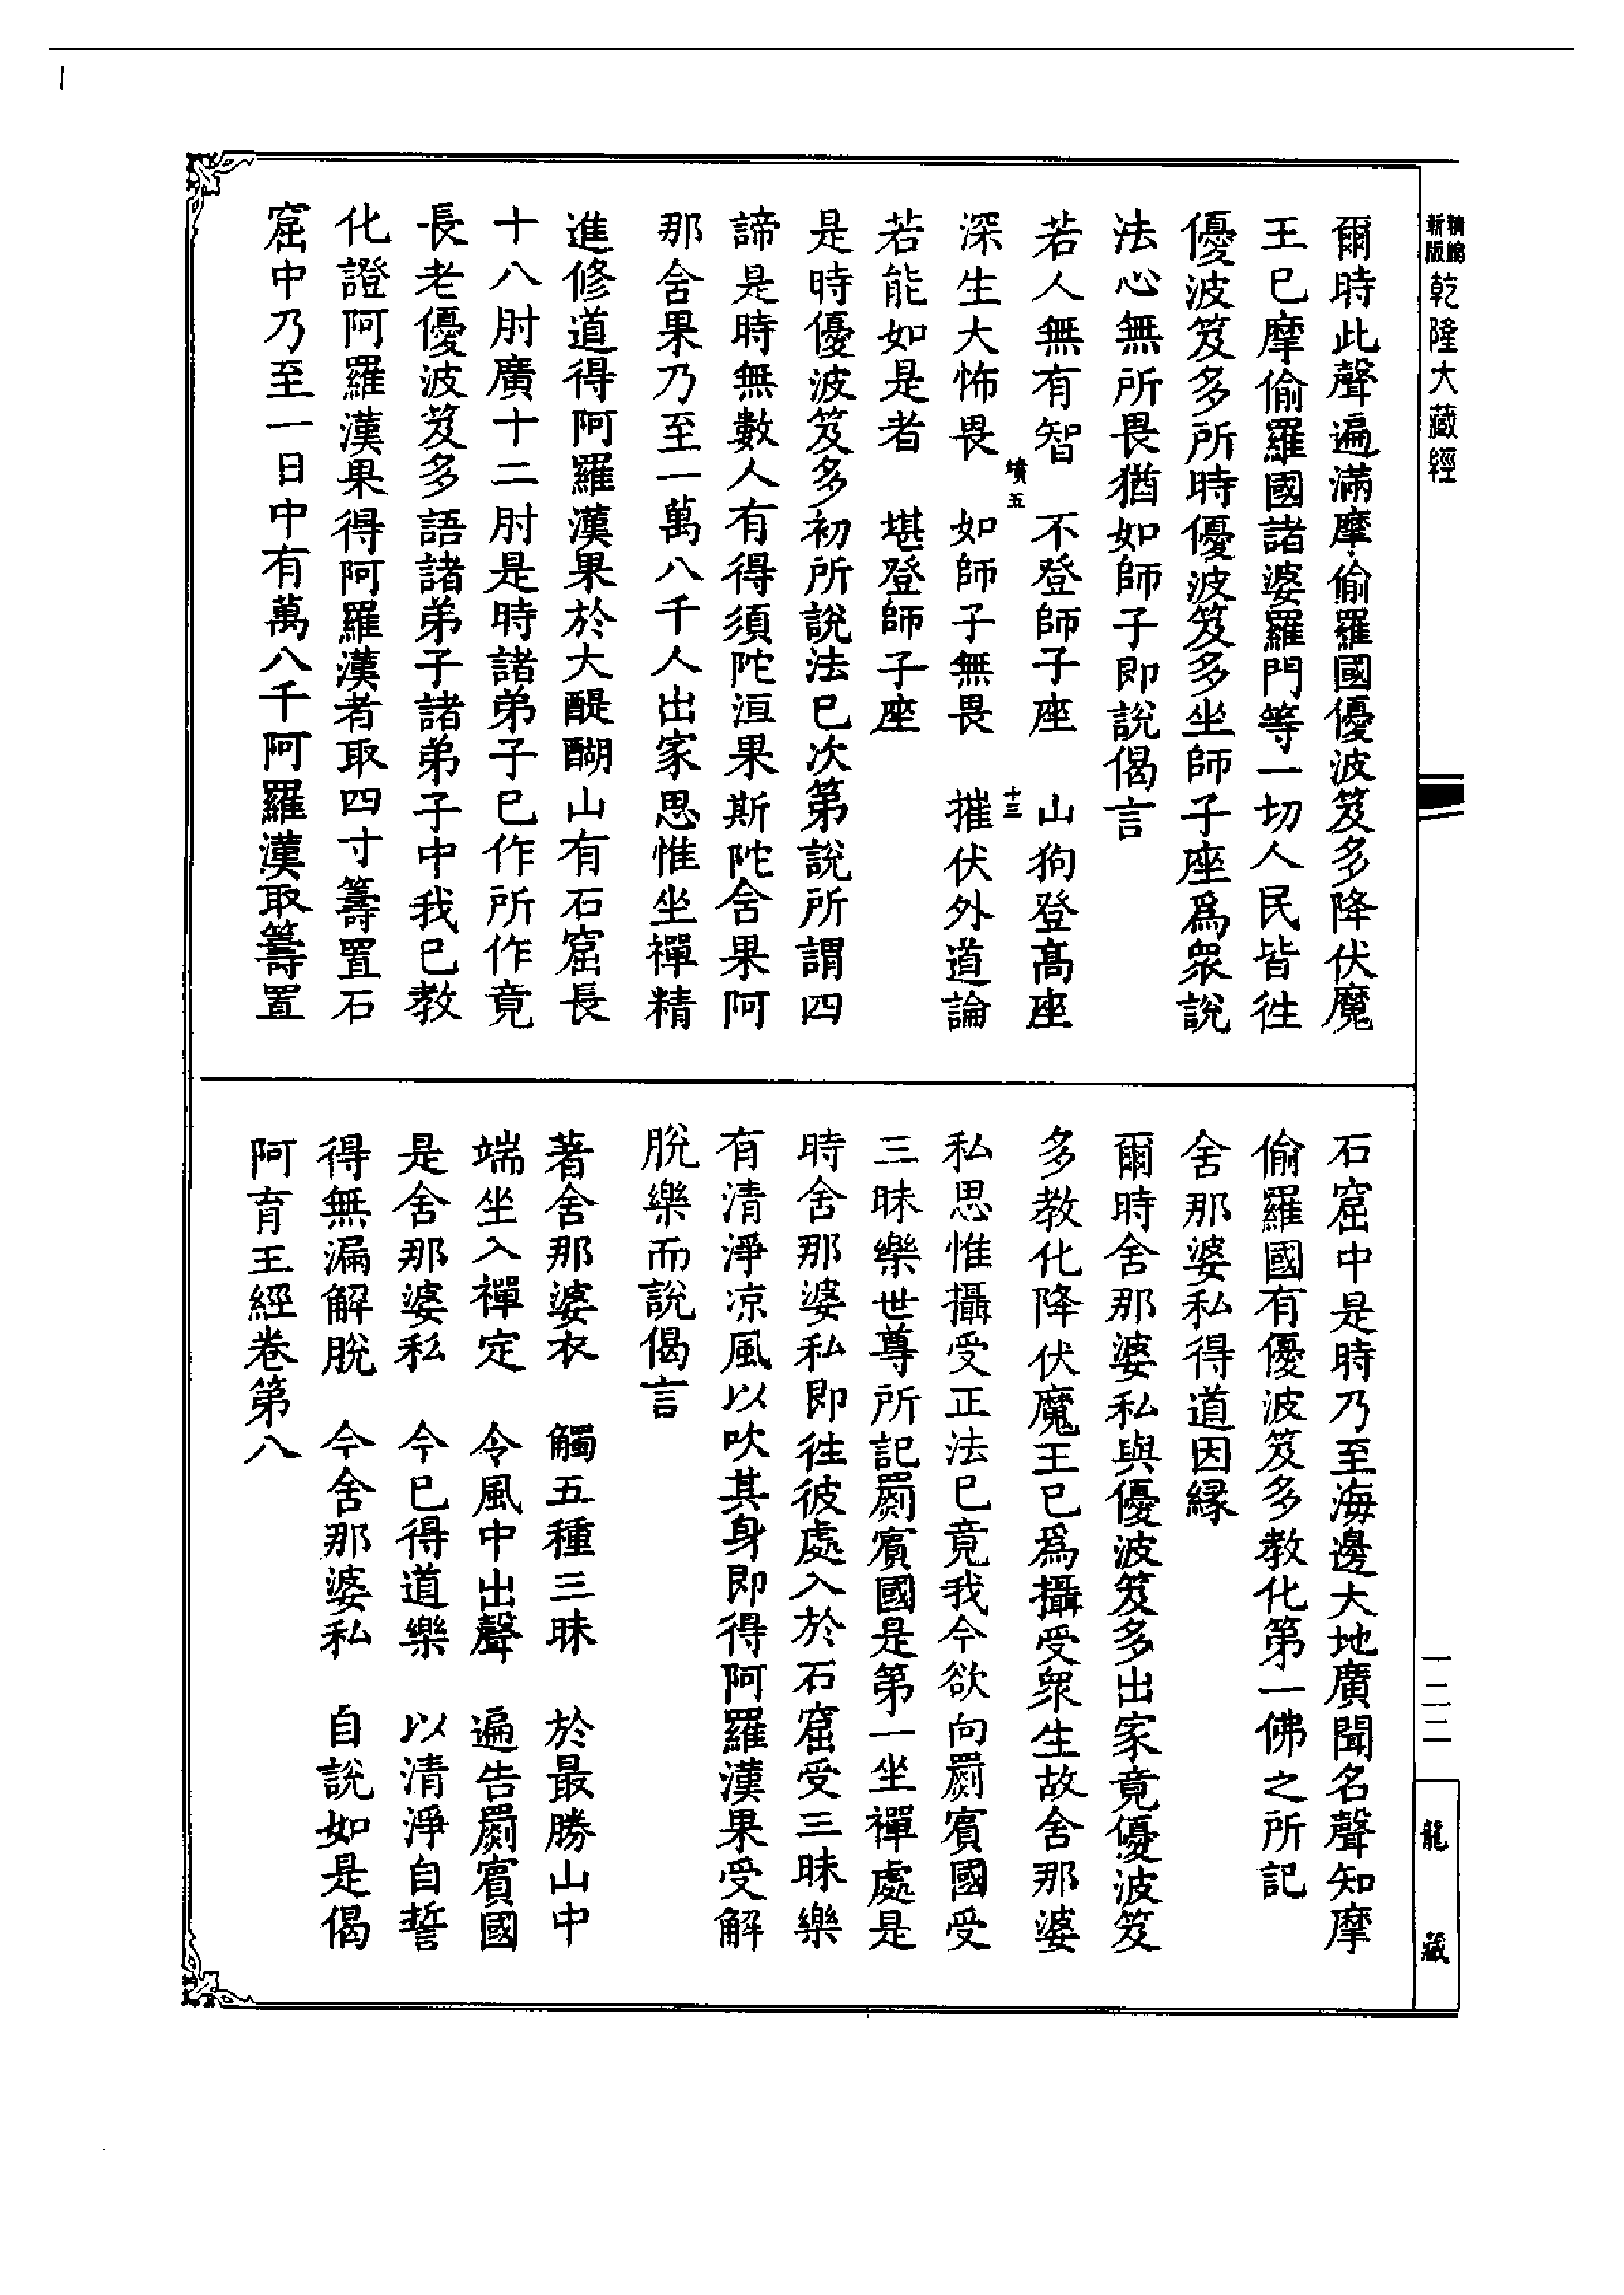 精編
新版
乾隆大藏經
爾時此聲遍滿摩偷羅國優波笈多降伏魔
王已摩偷羅國諸婆羅門等一切人民皆往
優波笈多所時優波笈多坐師子座爲衆說
法心無所畏猶如師子即說偈言
若人無有智　不登師子座　山狗登高座
墳五
十三
深生大怖畏　如師子無畏　摧伏外道論
若能如是者　堪登師子座
是時優波笈多初所說法已次第說所謂四
諦是時無數人有得須陀洹果斯陀含果阿
那含果乃至一萬八千人出家思惟坐禪精
進修道得阿羅漢果於大醍醐山有石窟長
十八肘廣十二肘是時諸弟子已作所作竟
長老優波笈多語諸弟子諸弟子中我已教
化證阿羅漢果得阿羅漢者取四寸籌置石
窟中乃至一日中有萬八千阿羅漢取籌置
石窟中是時乃至海邊大地廣聞名聲知摩
偷羅國有優波笈多教化第一佛之所記
舍那婆私得道因緣
爾時舍那婆私與優波笈多出家竟優波笈
多教化降伏魔王已爲攝受衆生故舍那婆
私思惟攝受正法已竟我今欲向罽賓國受
三昧樂世尊所記罽賓國是第一坐禪處是
時舍那婆私即往彼處入於石窟受三昧樂
有清淨凉風以吹其身即得阿羅漢果受解
脫樂而說偈言
著舍那婆衣　觸五種三昧　於最勝山中
端坐入禪定　令風中出聲　遍告罽賓國
是舍那婆私　今已得道樂　以清淨自誓
得無漏解脫　今舍那婆私　自說如是偈
阿育王經卷第八
一二二
龍藏